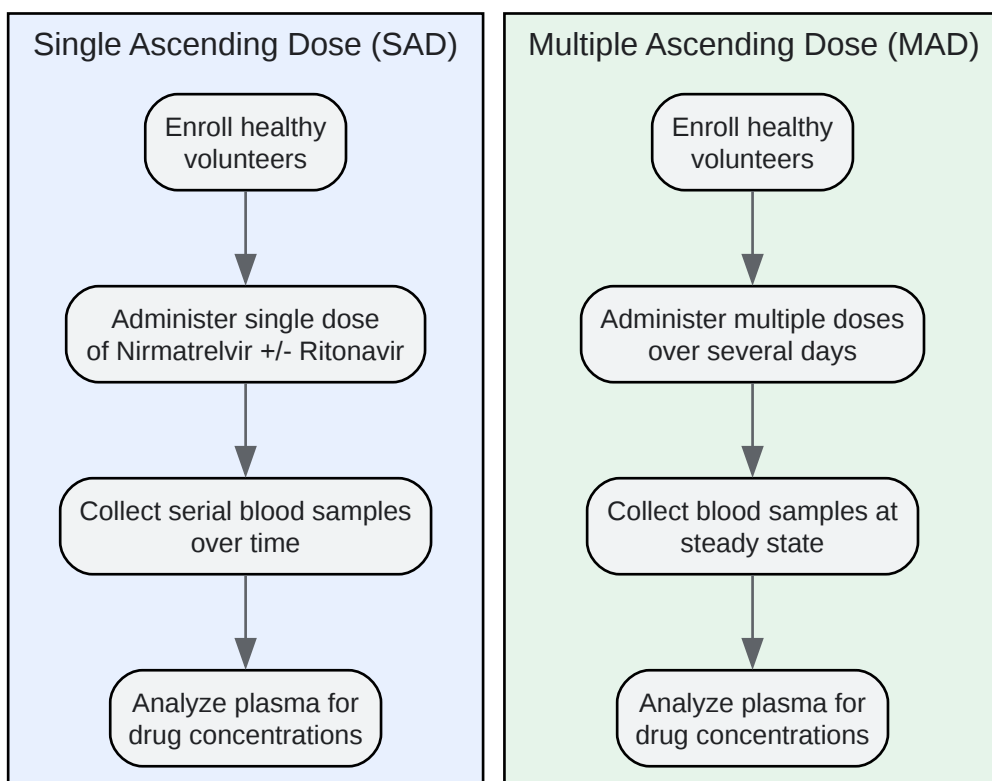 Single Ascending Dose (SAD)
Enroll healthy
volunteers
Administer single dose
of Nirmatrelvir +/- Ritonavir
Collect serial blood samples
over time
Analyze plasma for
drug concentrations
Multiple Ascending Dose (MAD)
Enroll healthy
volunteers
Administer multiple doses
over several days
Collect blood samples at
steady state
Analyze plasma for
drug concentrations